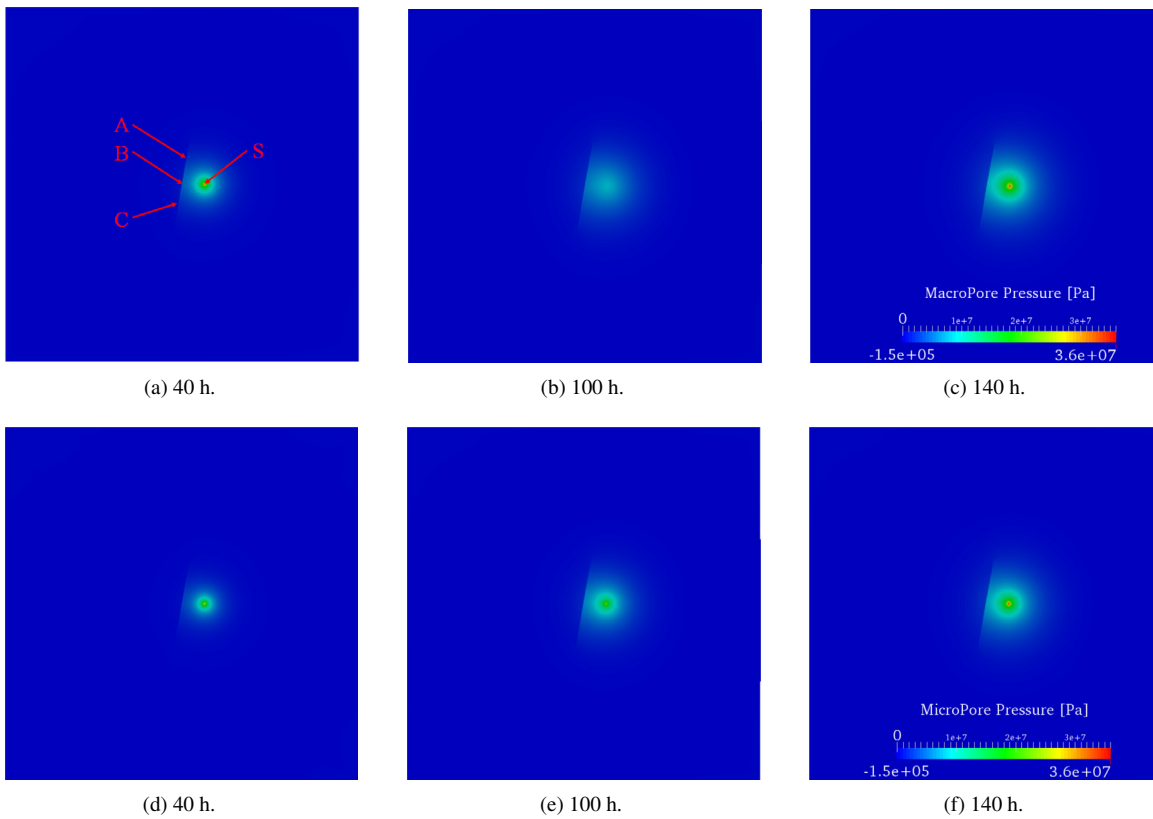 A
B
S
C
MacroPore Pressure [Pa]
0 1e+7 2e+7 3e+7
-1.5e+05 3.6e+07
(a) 40 h. (b) 100 h. (c) 140 h.
MicroPore Pressure [Pa]
0 1e+7 2e+7 3e+7
-1.5e+05 3.6e+07
(d) 40 h. (e) 100 h. (f) 140 h.